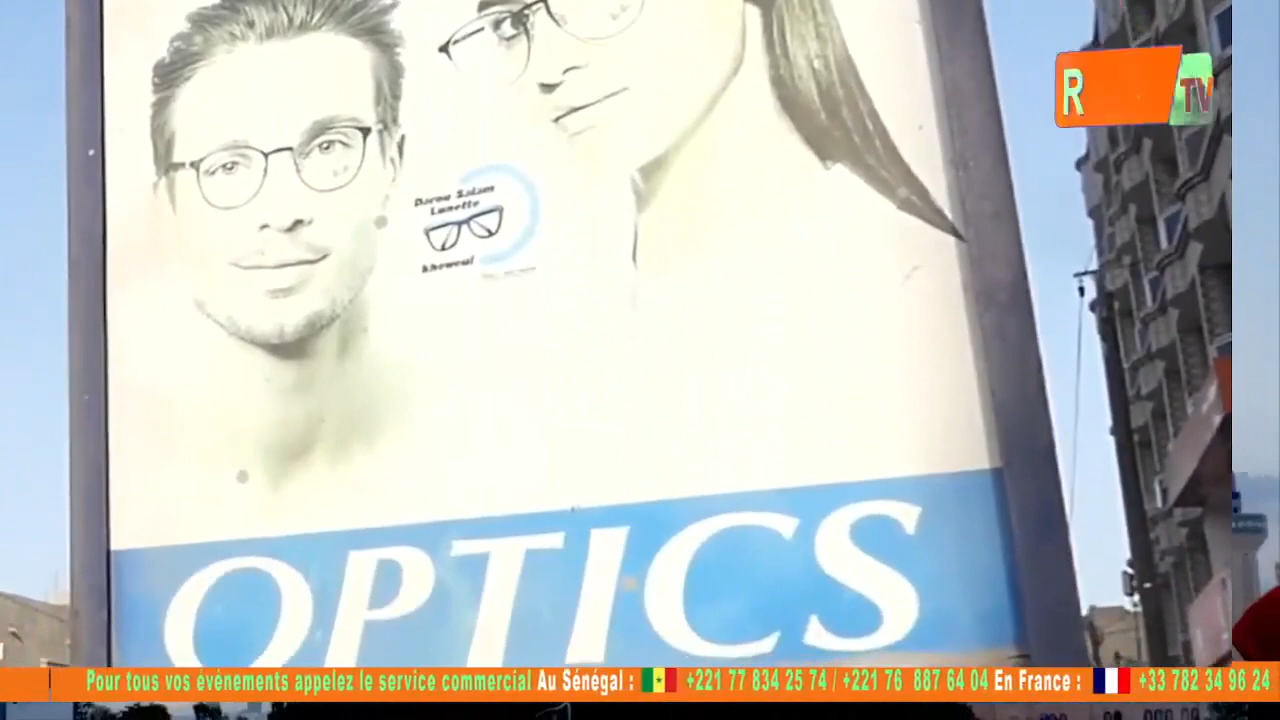 R TV
Darou Salam
Lunette
khewoul
OPTICS
Pour tous vos événements appelez le service commercial Au Sénégal : +221 77 834 25 74 / +221 76 887 64 04 En France : +33 782 34 96 24